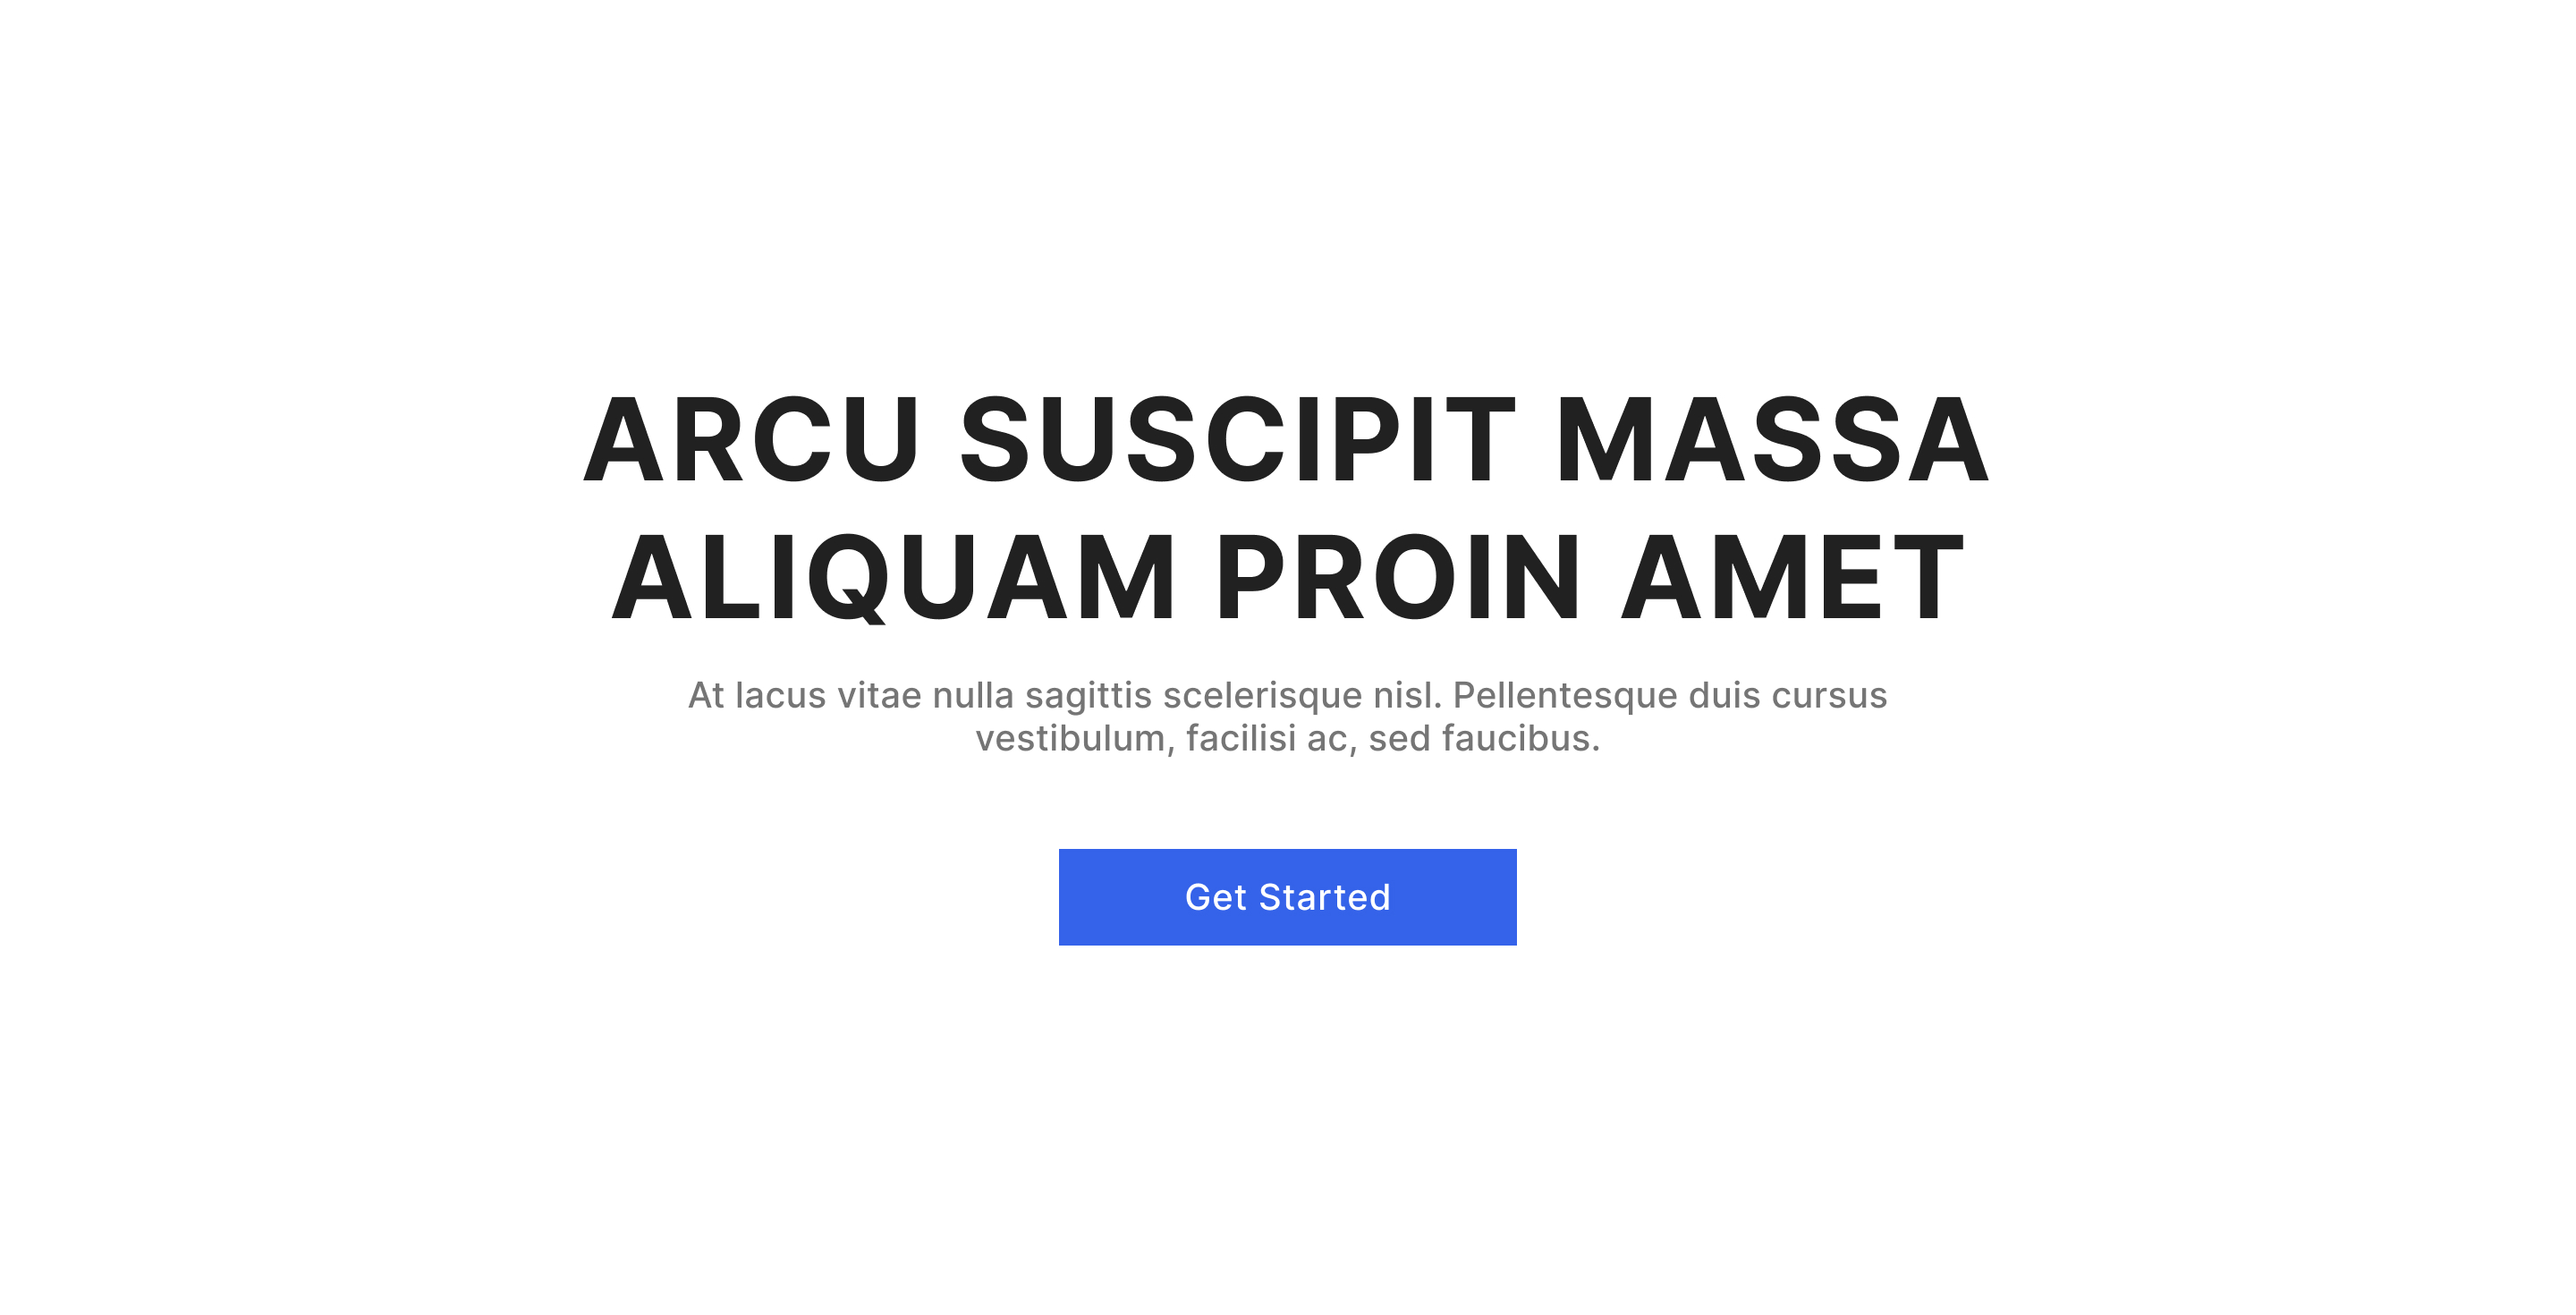 ARCU SUSCIPIT MASSA
ALIQUAM PROIN AMET
At lacus vitae nulla sagittis scelerisque nisl. Pellentesque duis cursus
vestibulum, facilisi ac, sed faucibus.
Get Started